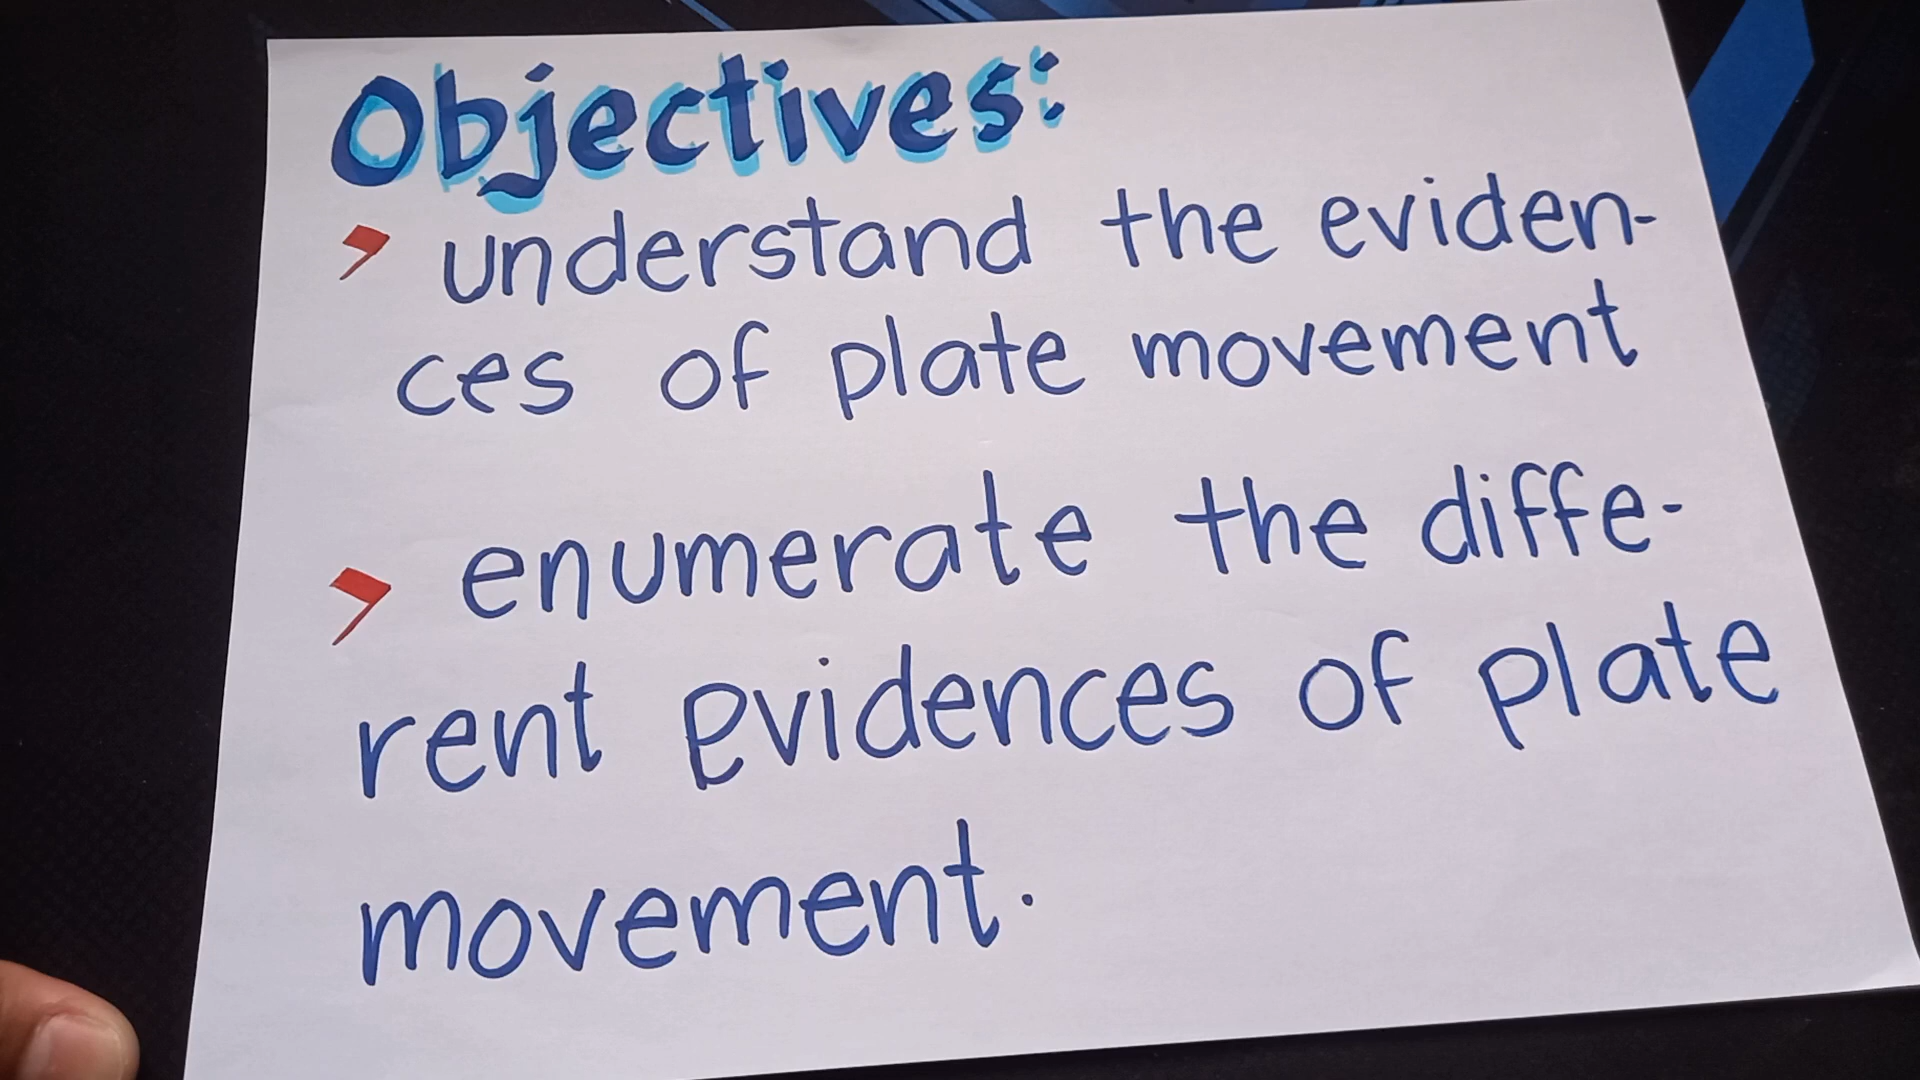 Objectives:
> understand the eviden-
ces of plate movement
> enumerate the diffe-
rent evidences of plate
movement.